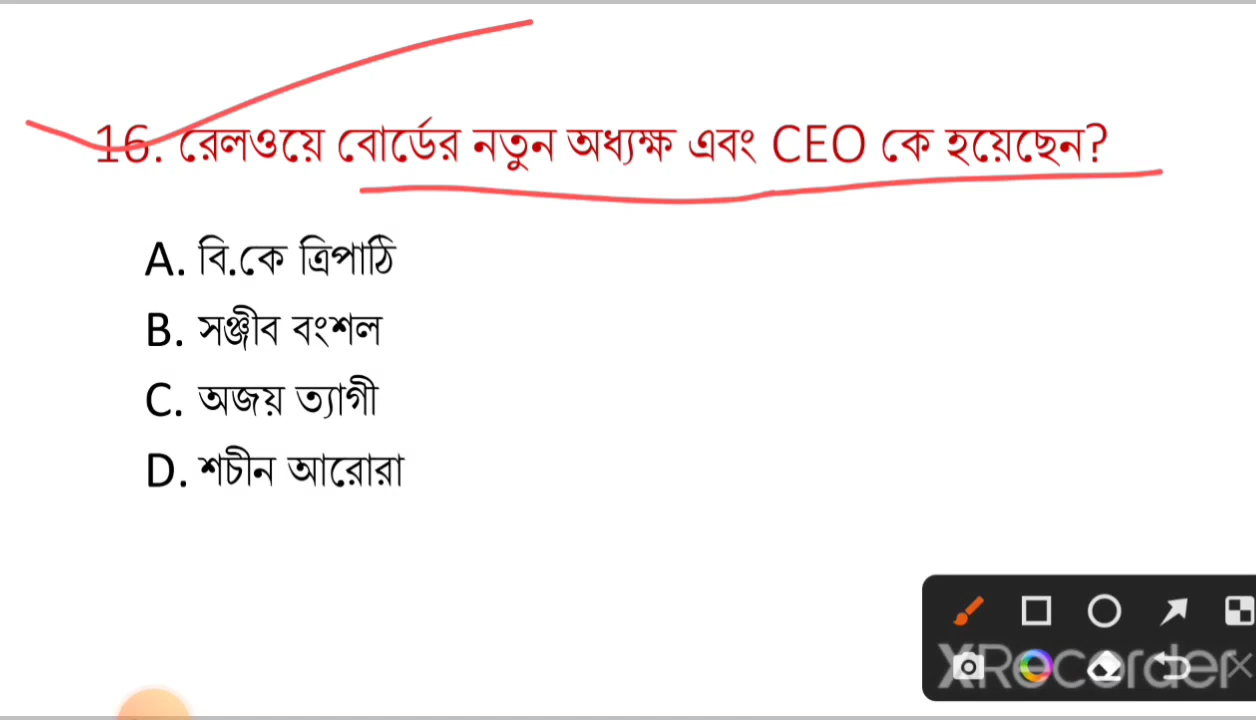 16. রেলওয়ে বোর্ডের নতুন অধ্যক্ষ এবং CEO কে হয়েছেন?
A. বি.কে ত্রিপাঠি
B. সঞ্জীব বংশল
C. অজয় ত্যাগী
D. শচীন আরোরা
XRecorder